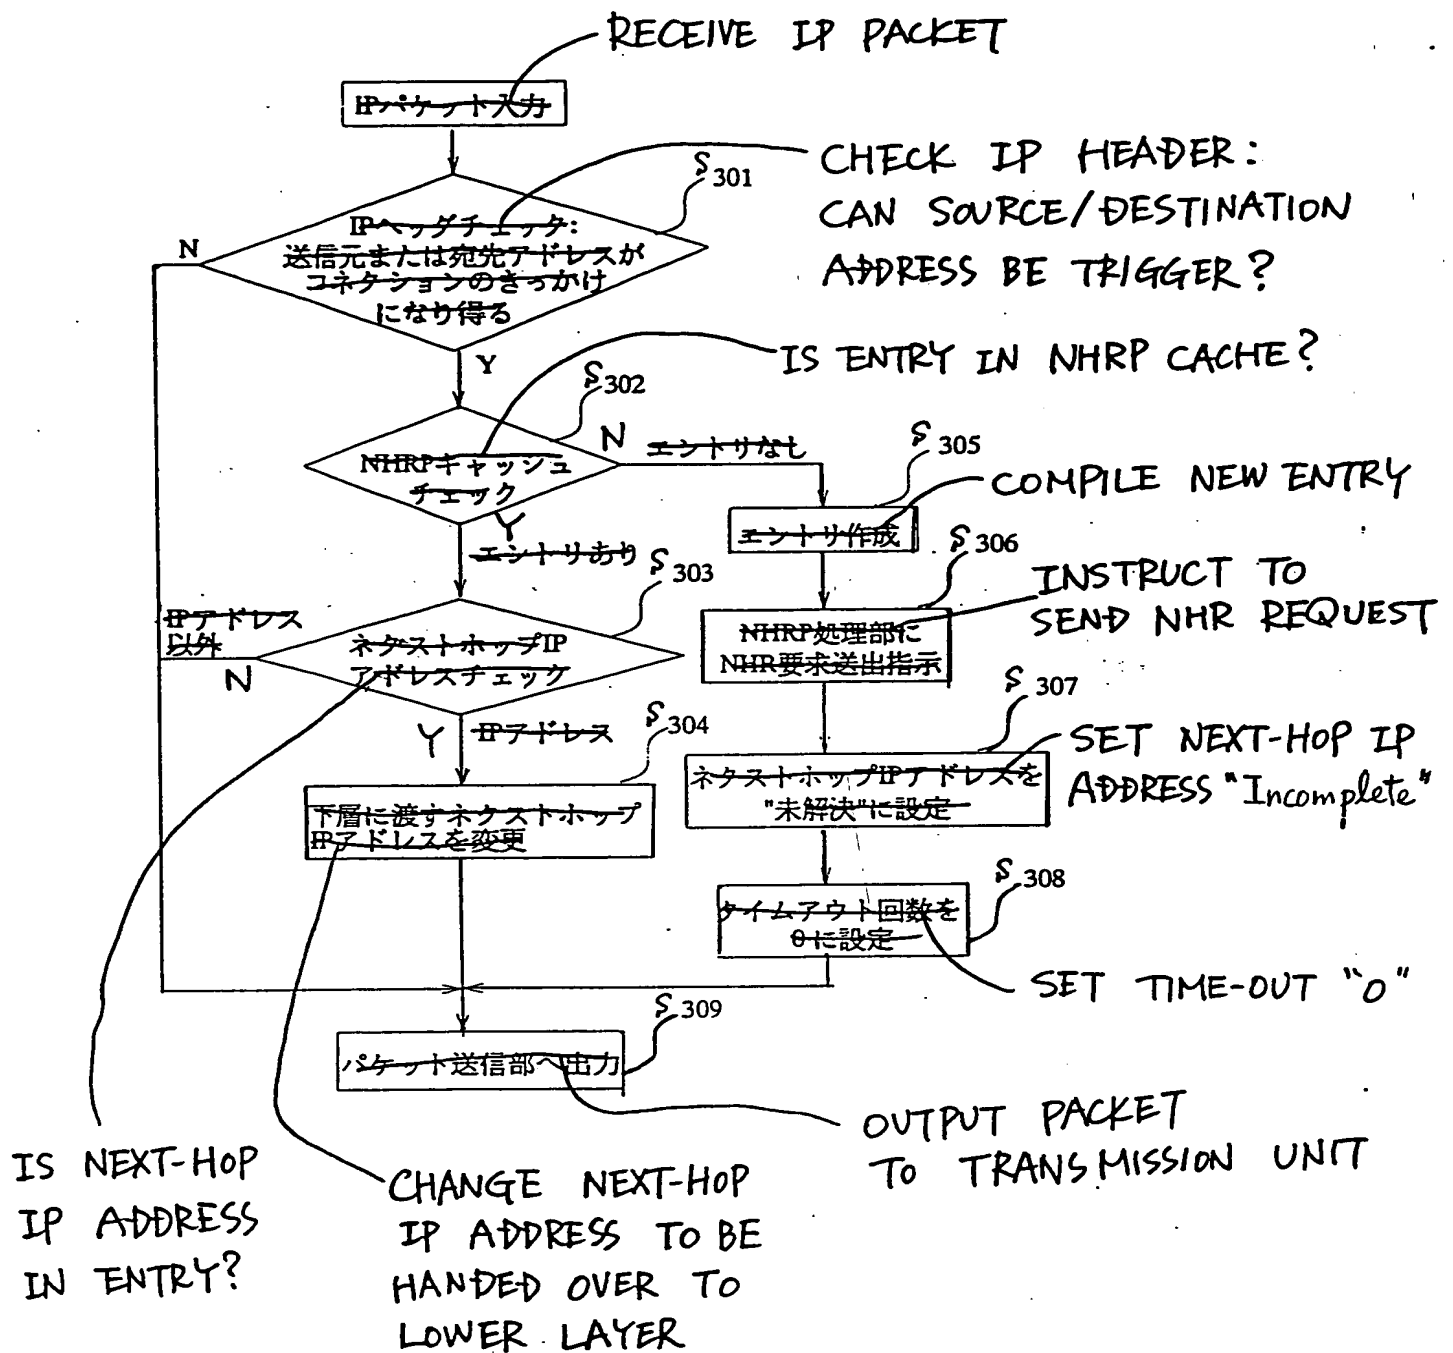 RECEIVE IP PACKET
IPパケット入力
CHECK IP HEADER:
CAN SOURCE/DESTINATION
ADDRESS BE TRIGGER?
S301
IPヘッダチェック:
送信元または宛先アドレスが
コネクションのきっかけ
になり得る
N
Y
IS ENTRY IN NHRP CACHE?
S302
NHRPキャッシュ
チェック
N
エントリなし
Y
エントリあり
S305
COMPILE NEW ENTRY
エントリ作成
S306
INSTRUCT TO
SEND NHR REQUEST
NHRP処理部に
NHR要求送出指示
S303
IPアドレス
以外
N
ネクストホップIP
アドレスチェック
Y
IPアドレス
S304
下層に渡すネクストホップ
IPアドレスを変更
S307
SET NEXT-HOP IP
ADDRESS "Incomplete"
ネクストホップIPアドレスを
"未解決"に設定
S308
タイムアウト回数を
0に設定
SET TIME-OUT "0"
S309
パケット送信部へ出力
OUTPUT PACKET
TO TRANSMISSION UNIT
IS NEXT-HOP
IP ADDRESS
IN ENTRY?
CHANGE NEXT-HOP
IP ADDRESS TO BE
HANDED OVER TO
LOWER LAYER